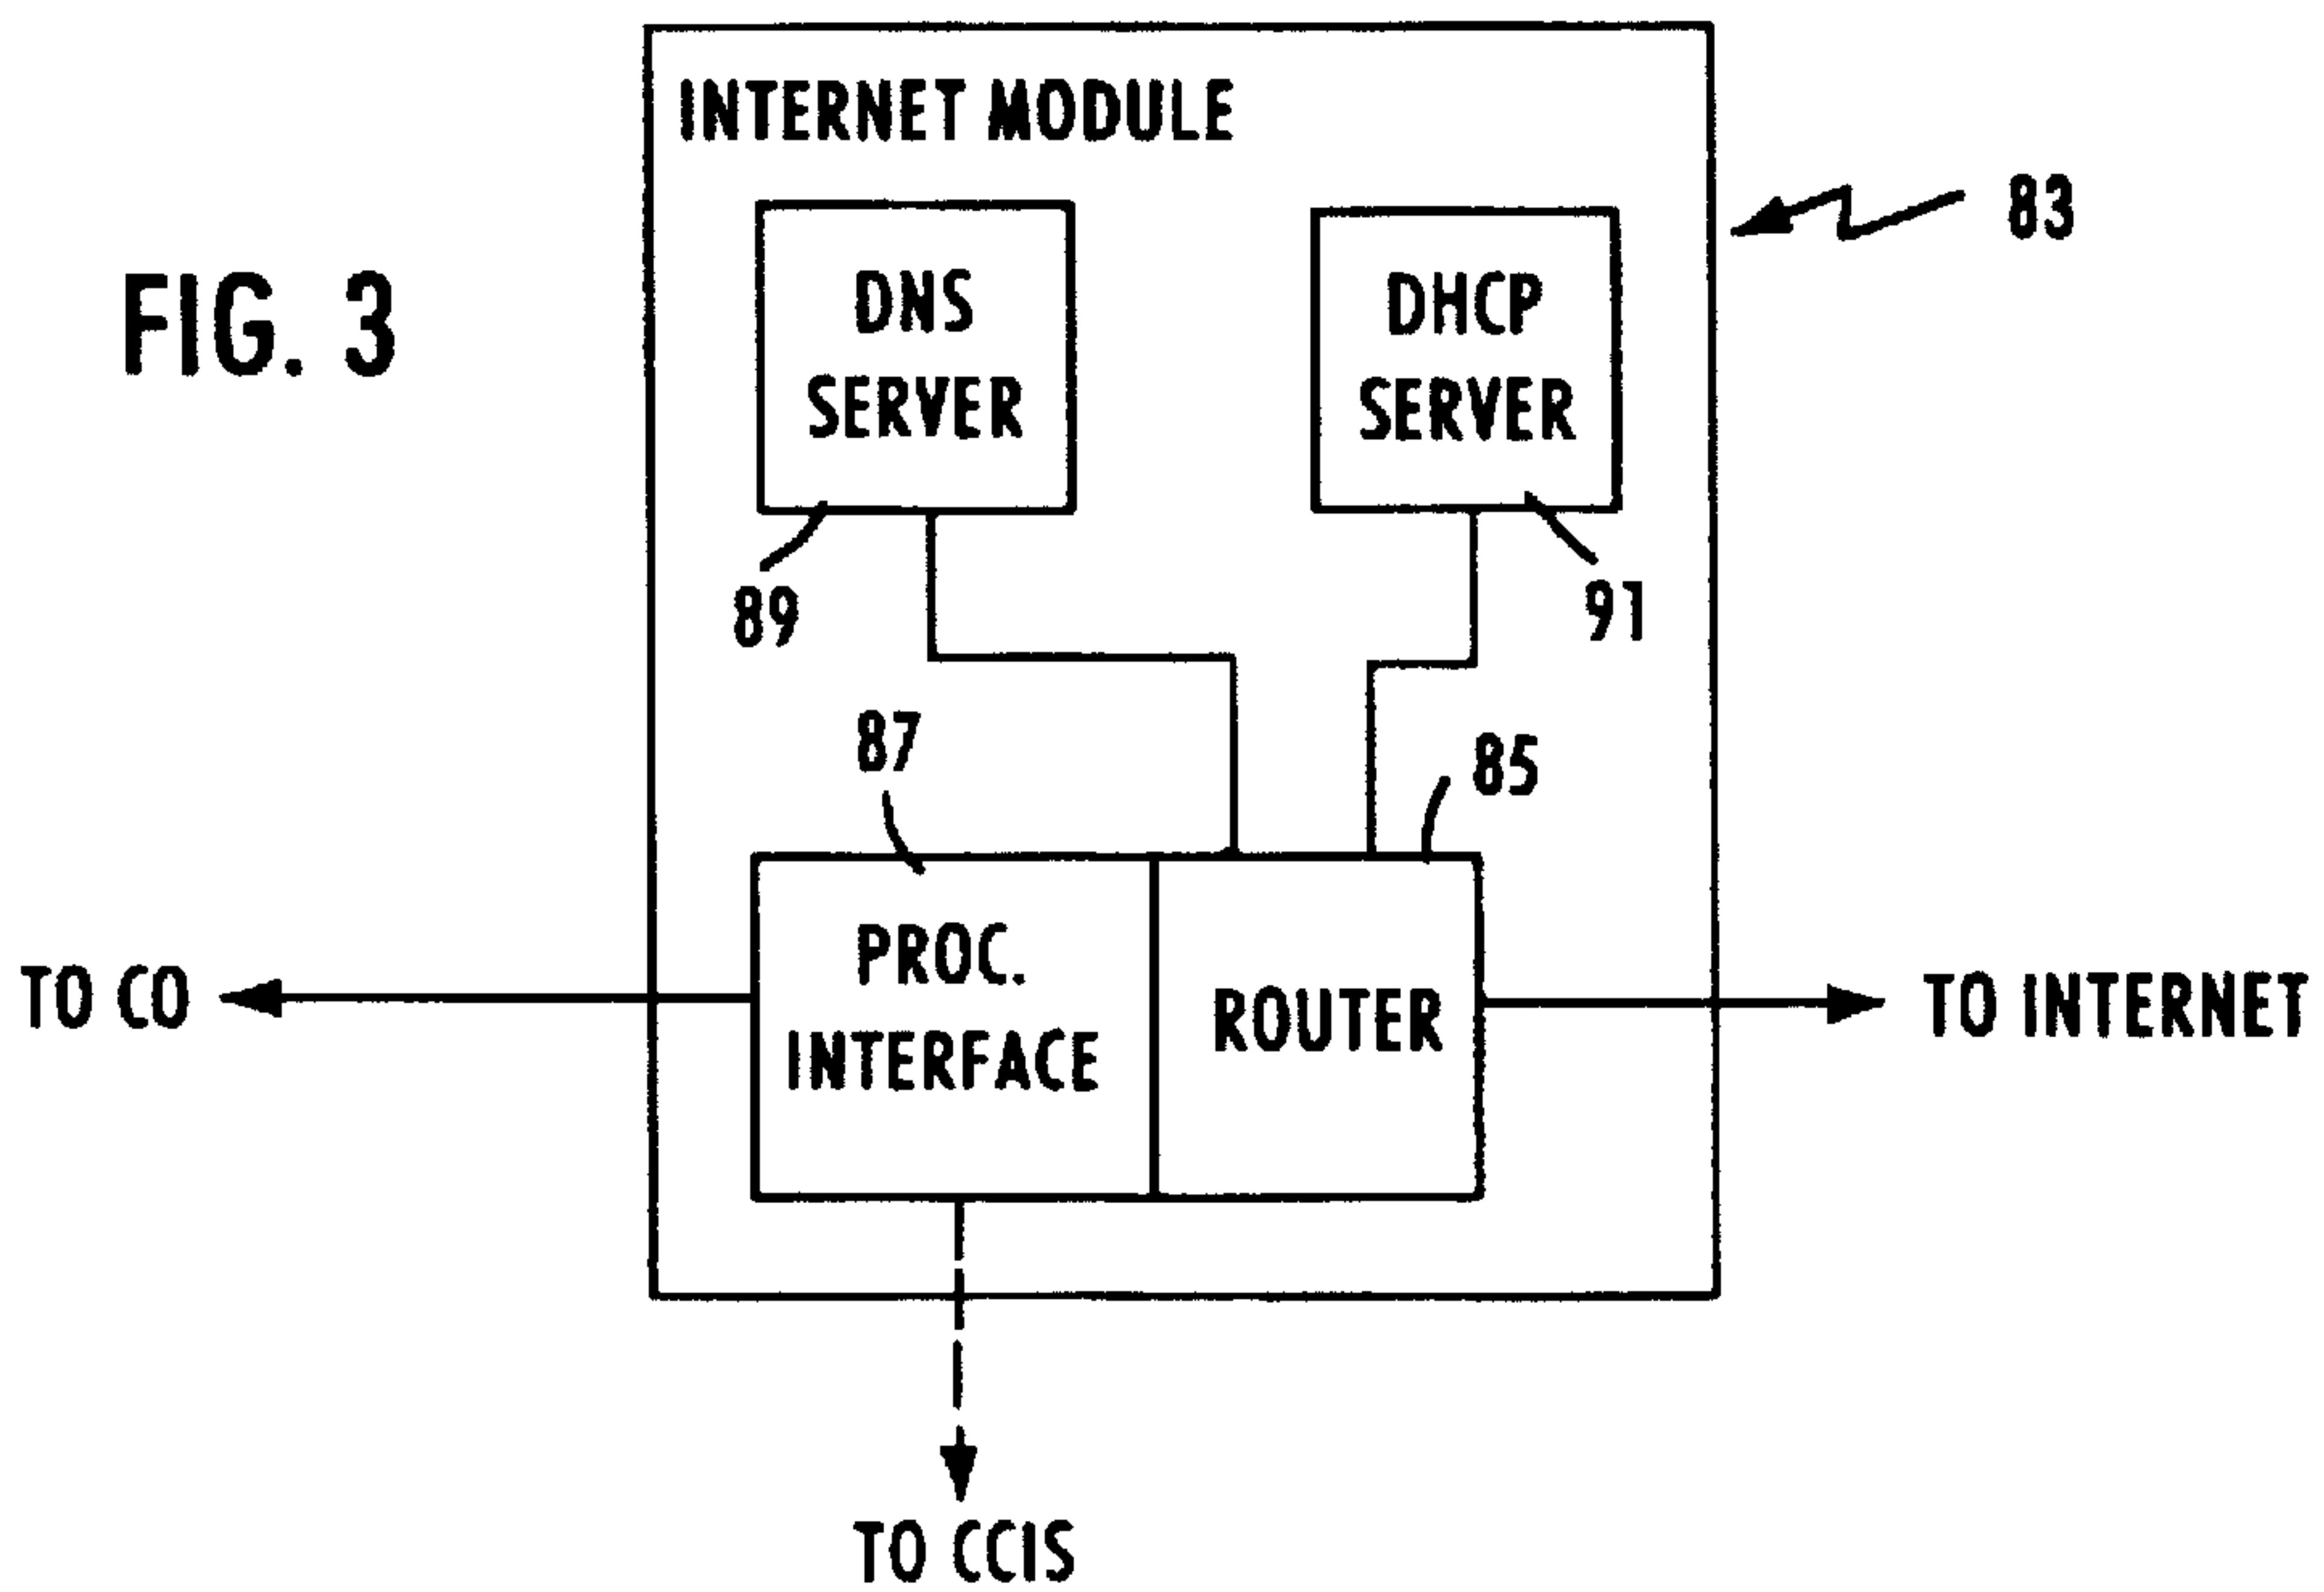 INTERNET MODULE
83
FIG. 3
DNS
SERVER
DHCP
SERVER
89
91
87
85
PROC.
INTERFACE
ROUTER
TO CO
TO INTERNET
TO CCIS